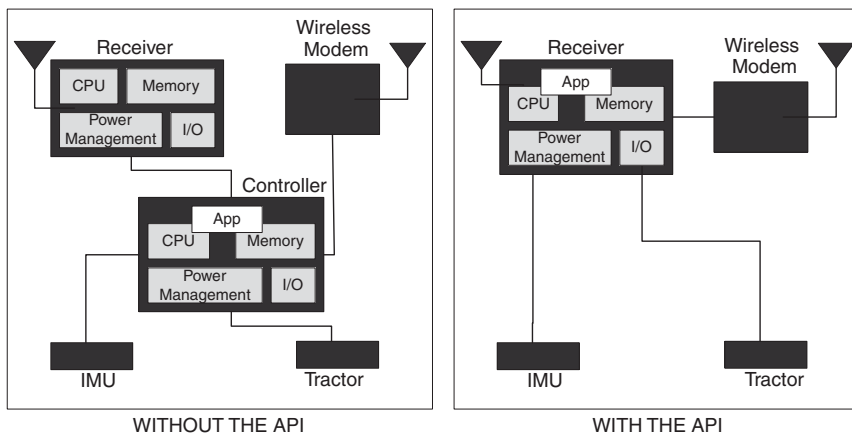 Receiver
CPU
Memory
Power
Management
I/O
Wireless
Modem
Controller
App
CPU
Memory
Power
Management
I/O
IMU
Tractor
WITHOUT THE API
Receiver
App
CPU
Memory
Power
Management
I/O
Wireless
Modem
IMU
Tractor
WITH THE API